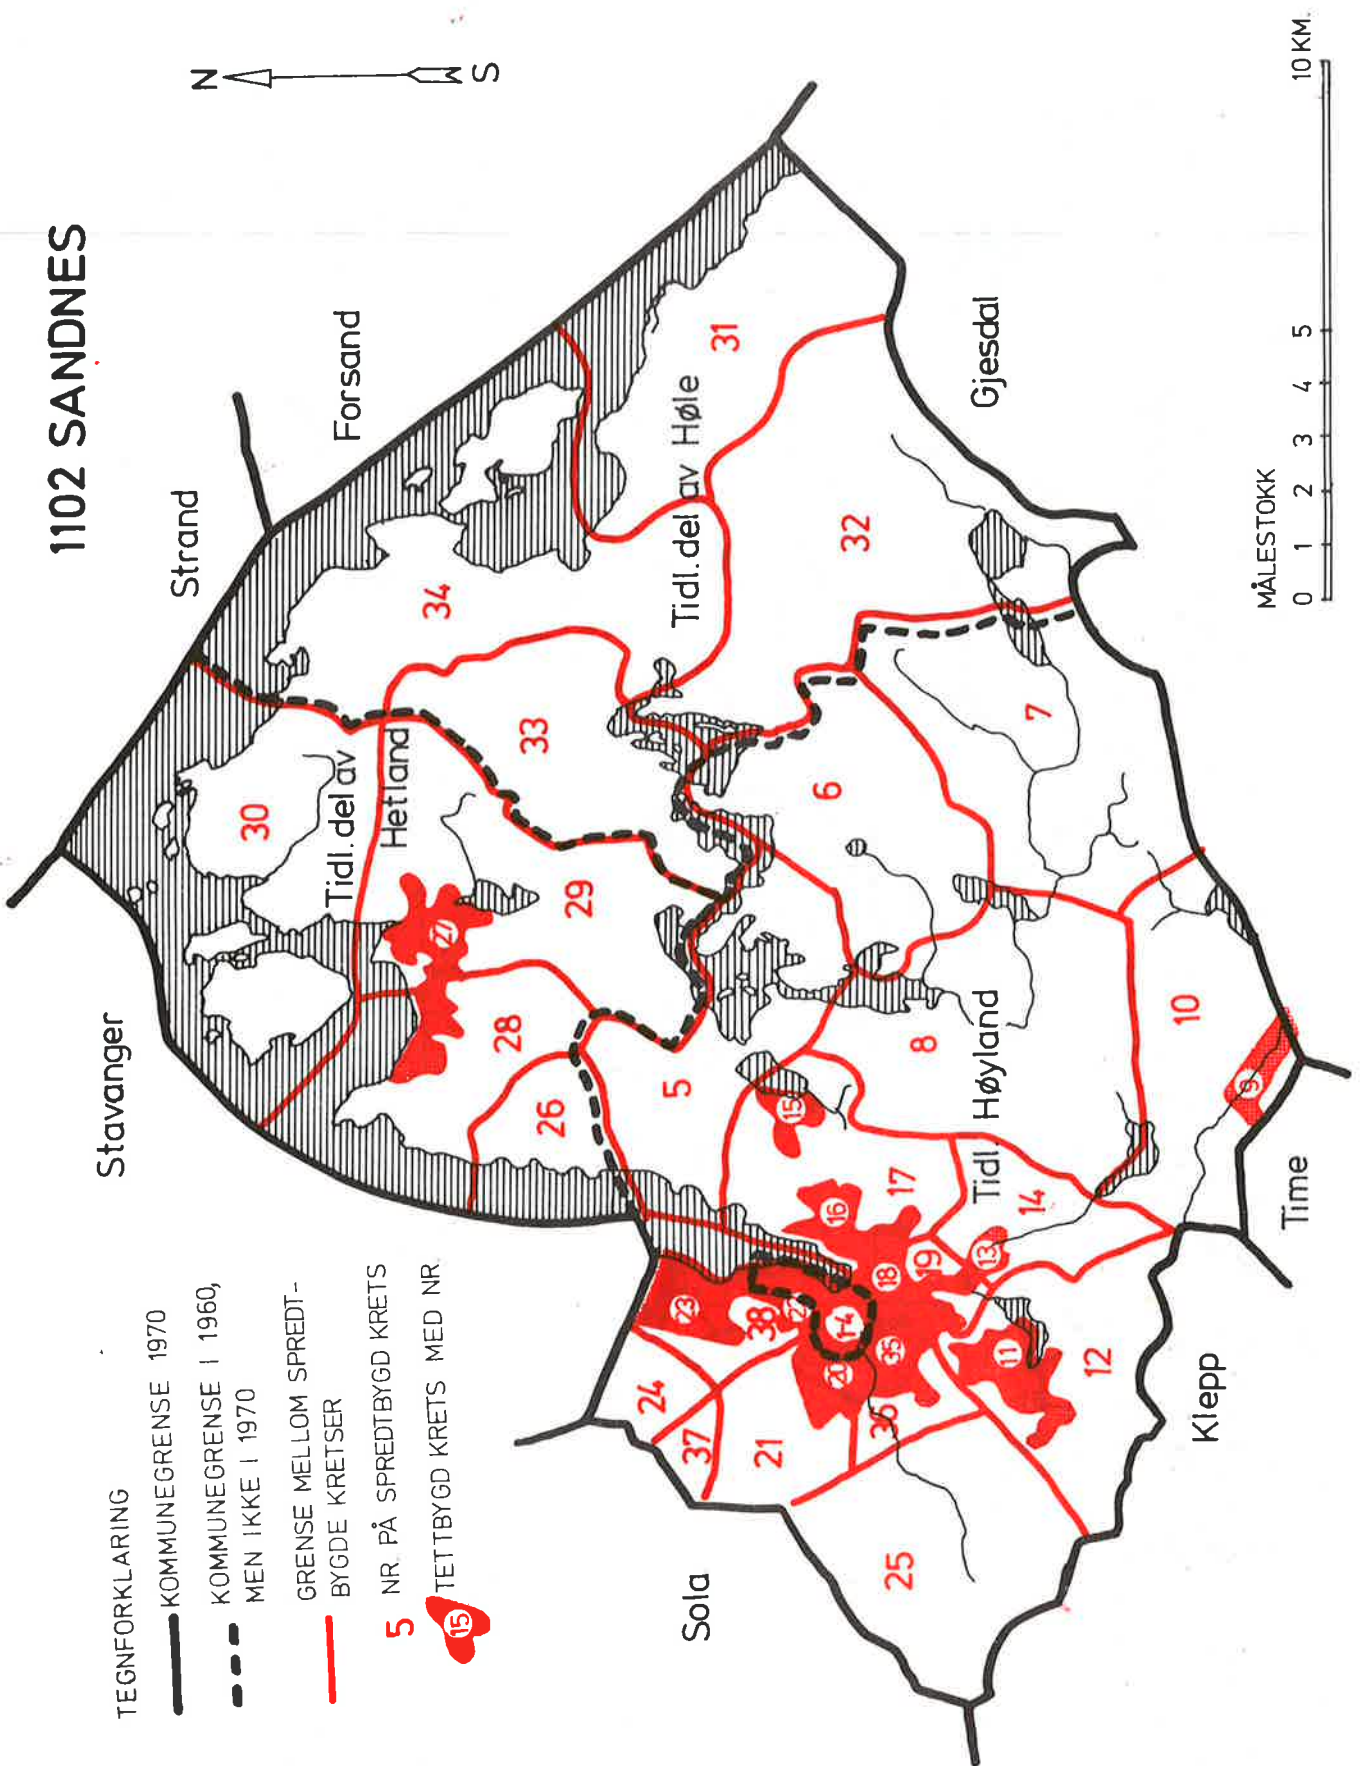 1102 SANDNES
N
S
TEGNFORKLARING
KOMMUNEGRENSE 1970
KOMMUNEGRENSE I 1960,
MEN IKKE I 1970
GRENSE MELLOM SPREDT-
BYGDE KRETSER
5 NR. PÅ SPREDTBYGD KRETS
15 TETTBYGD KRETS MED NR.
Stavanger
Strand
Forsand
Gjesdal
Time
Klepp
Sola
Tidl. del av
Hetland
Tidl. del av Høle
Tidl. Høyland
30
34
31
33
32
29
27
28
26
5
6
7
8
10
9
15
16
17
14
13
19
18
1-4
22
38
23
24
37
21
20
35
36
11
12
25
MÅLESTOKK
0 1 2 3 4 5 10 KM.